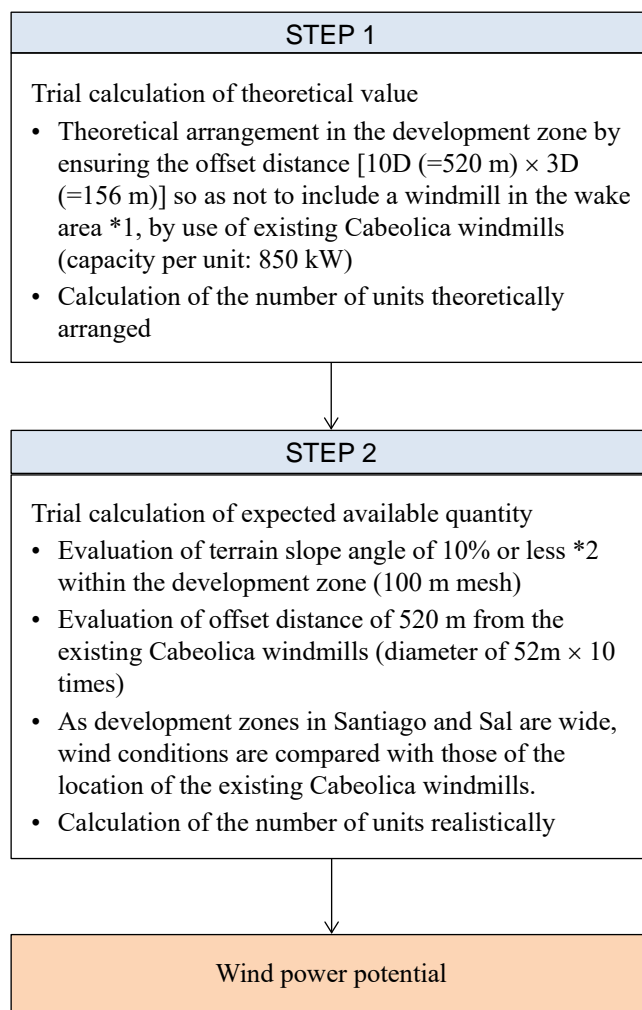 STEP 1
Trial calculation of theoretical value
• Theoretical arrangement in the development zone by
ensuring the offset distance [10D (=520 m) × 3D
(=156 m)] so as not to include a windmill in the wake
area *1, by use of existing Cabeolica windmills
(capacity per unit: 850 kW)
• Calculation of the number of units theoretically
arranged
STEP 2
Trial calculation of expected available quantity
• Evaluation of terrain slope angle of 10% or less *2
within the development zone (100 m mesh)
• Evaluation of offset distance of 520 m from the
existing Cabeolica windmills (diameter of 52m × 10
times)
• As development zones in Santiago and Sal are wide,
wind conditions are compared with those of the
location of the existing Cabeolica windmills.
• Calculation of the number of units realistically
Wind power potential